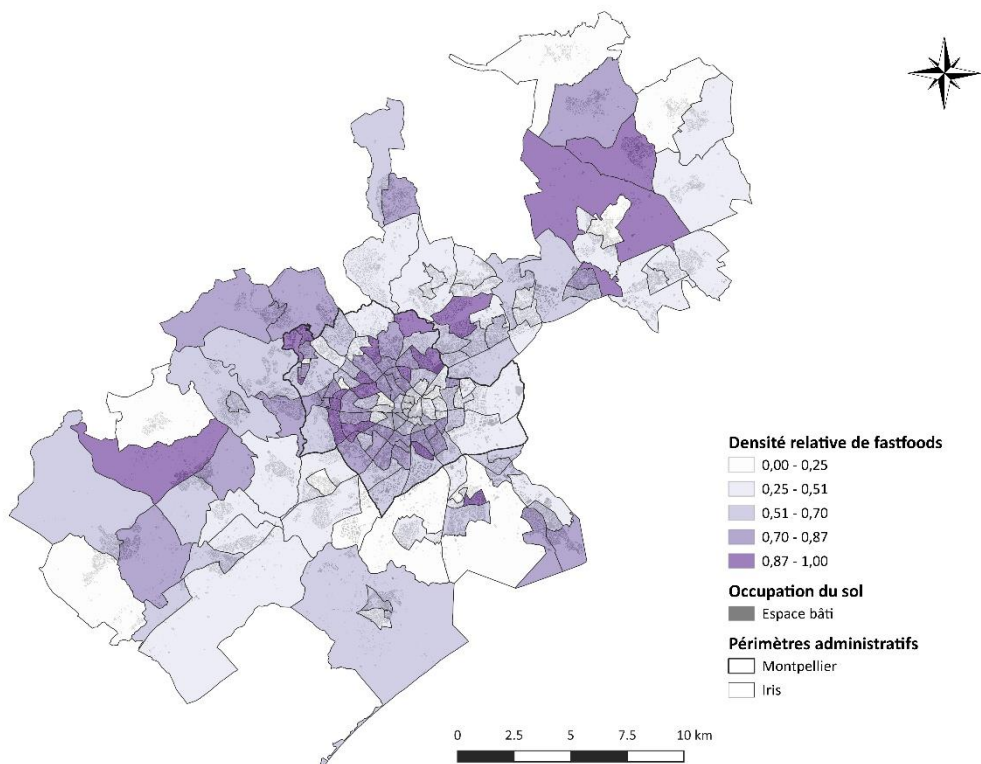 Densité relative de fastfoods
0,00 - 0,25
0,25 - 0,51
0,51 - 0,70
0,70 - 0,87
0,87 - 1,00
Occupation du sol
Espace bâti
Périmètres administratifs
Montpellier
Iris
0 2.5 5 7.5 10 km